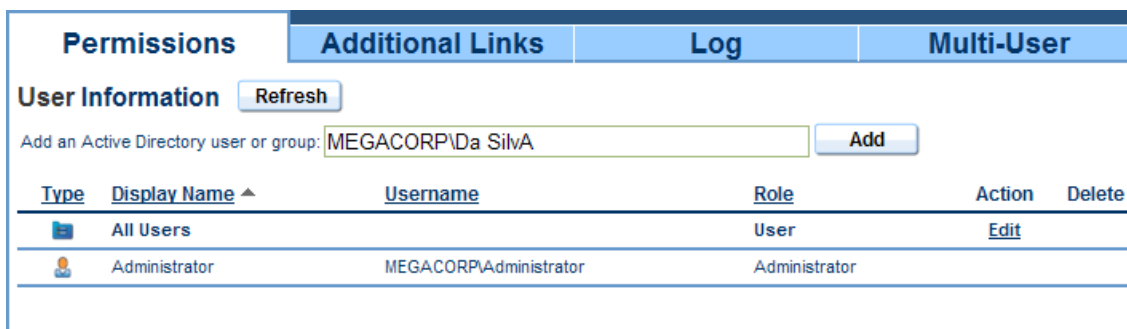 Permissions Additional Links Log Multi-User
User Information Refresh
Add an Active Directory user or group: MEGACORP\Da SilvA Add
Type Display Name Username Role Action Delete
All Users User Edit
Administrator MEGACORP\Administrator Administrator